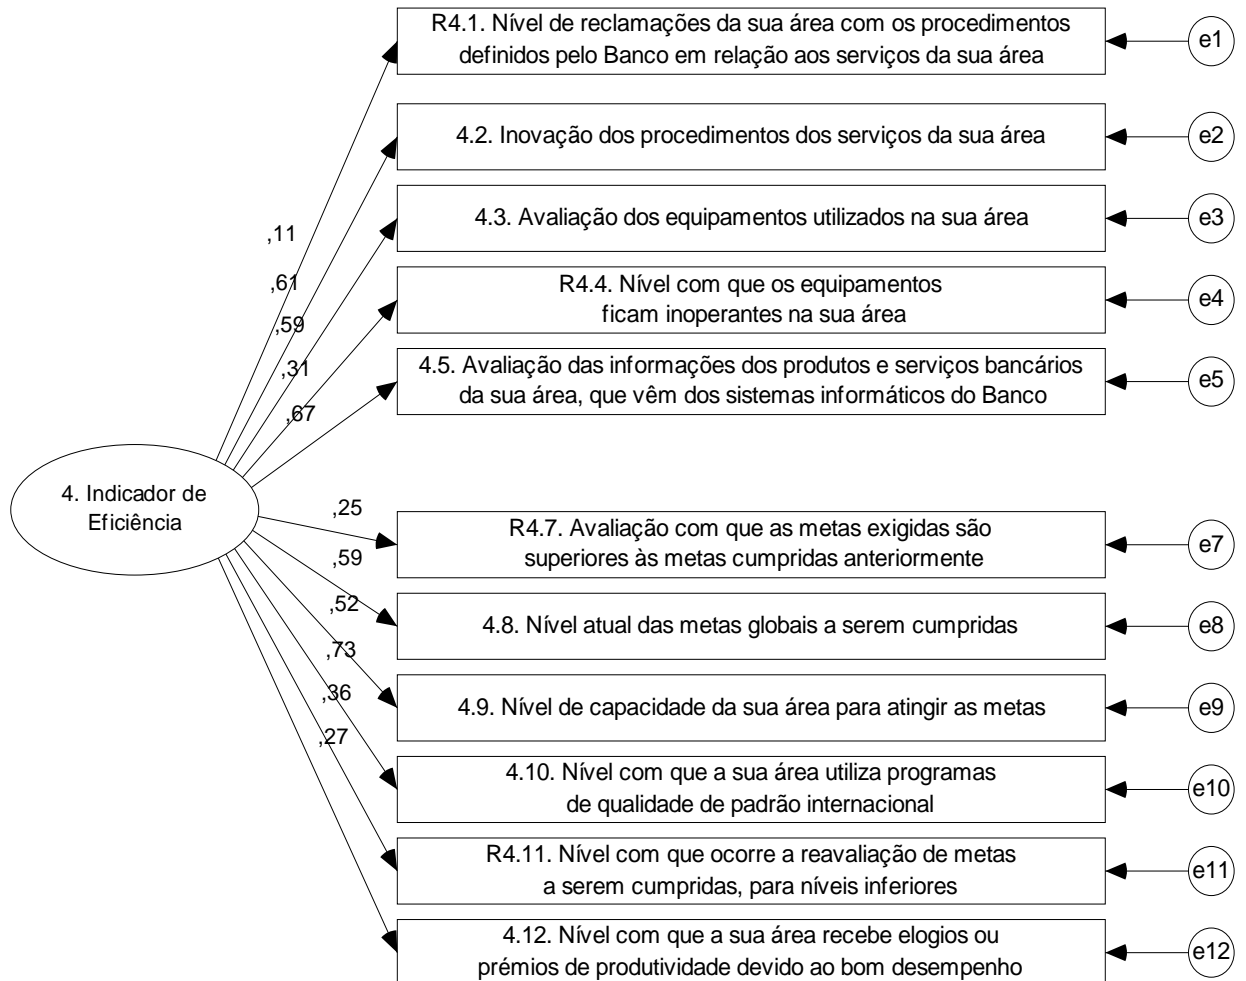 R4.1. Nível de reclamações da sua área com os procedimentos
definidos pelo Banco em relação aos serviços da sua área
e1
4.2. Inovação dos procedimentos dos serviços da sua área
e2
4.3. Avaliação dos equipamentos utilizados na sua área
e3
,11
,61
R4.4. Nível com que os equipamentos
ficam inoperantes na sua área
e4
,59
,31
4.5. Avaliação das informações dos produtos e serviços bancários
da sua área, que vêm dos sistemas informáticos do Banco
e5
,67
4. Indicador de
Eficiência
,25
R4.7. Avaliação com que as metas exigidas são
superiores às metas cumpridas anteriormente
e7
,59
,52
4.8. Nível atual das metas globais a serem cumpridas
e8
,73
,36
4.9. Nível de capacidade da sua área para atingir as metas
e9
,27
4.10. Nível com que a sua área utiliza programas
de qualidade de padrão internacional
e10
R4.11. Nível com que ocorre a reavaliação de metas
a serem cumpridas, para níveis inferiores
e11
4.12. Nível com que a sua área recebe elogios ou
prémios de produtividade devido ao bom desempenho
e12